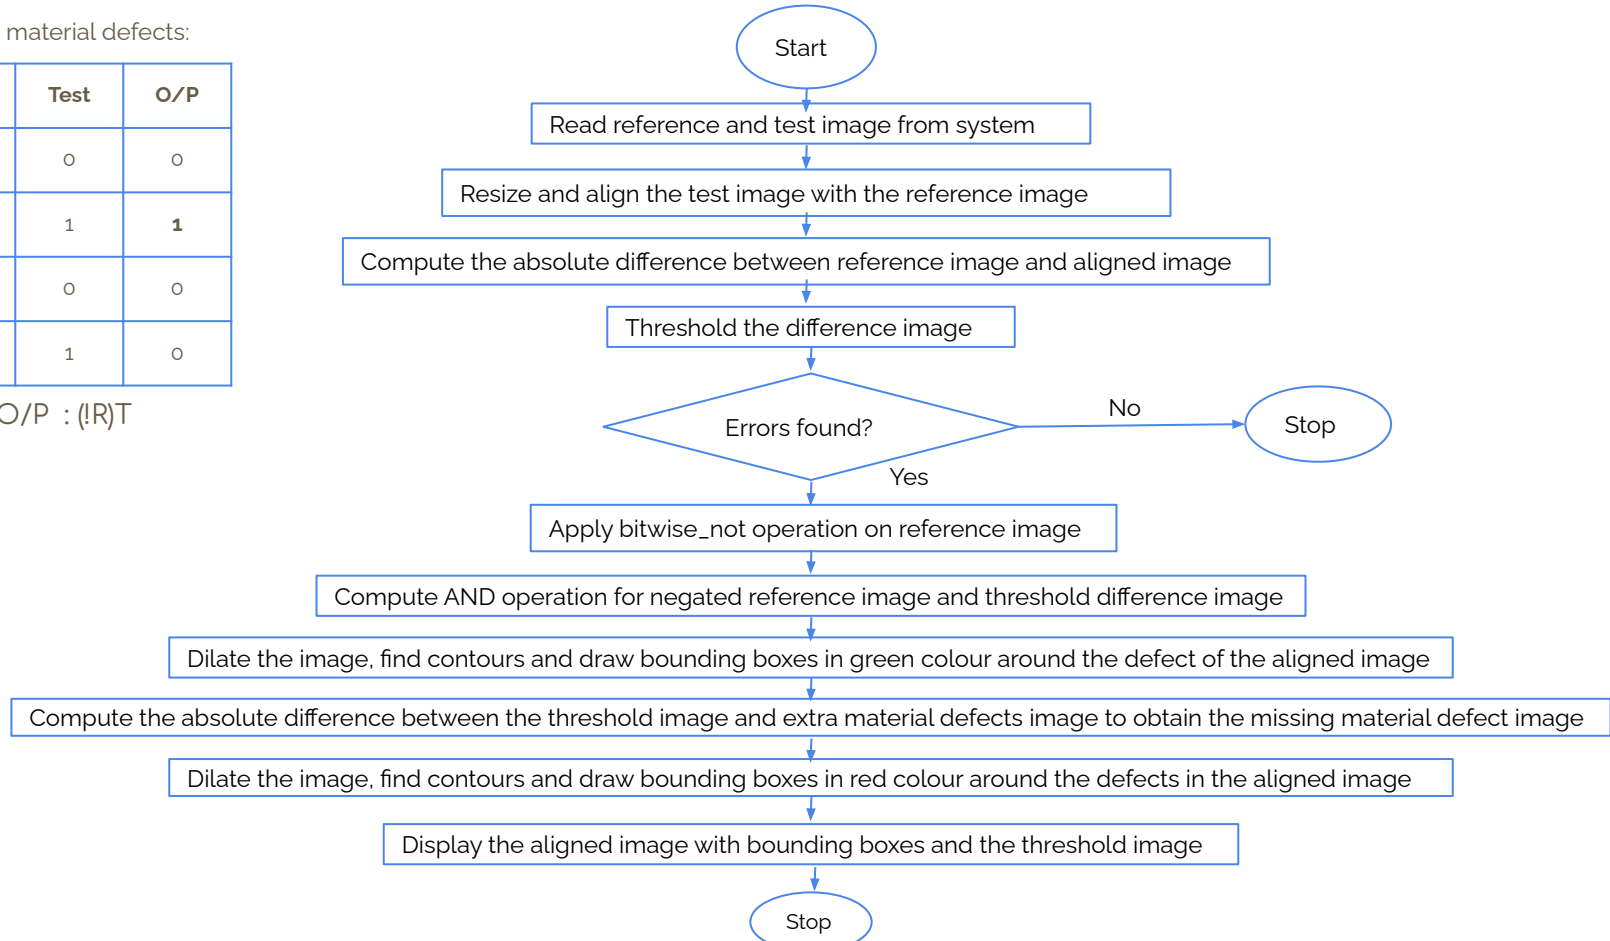 material defects:
Test O/P
0 0
1 1
0 0
1 0
O/P : (!R)T
Start
Read reference and test image from system
Resize and align the test image with the reference image
Compute the absolute difference between reference image and aligned image
Threshold the difference image
Errors found?
No
Stop
Yes
Apply bitwise_not operation on reference image
Compute AND operation for negated reference image and threshold difference image
Dilate the image, find contours and draw bounding boxes in green colour around the defect of the aligned image
Compute the absolute difference between the threshold image and extra material defects image to obtain the missing material defect image
Dilate the image, find contours and draw bounding boxes in red colour around the defects in the aligned image
Display the aligned image with bounding boxes and the threshold image
Stop